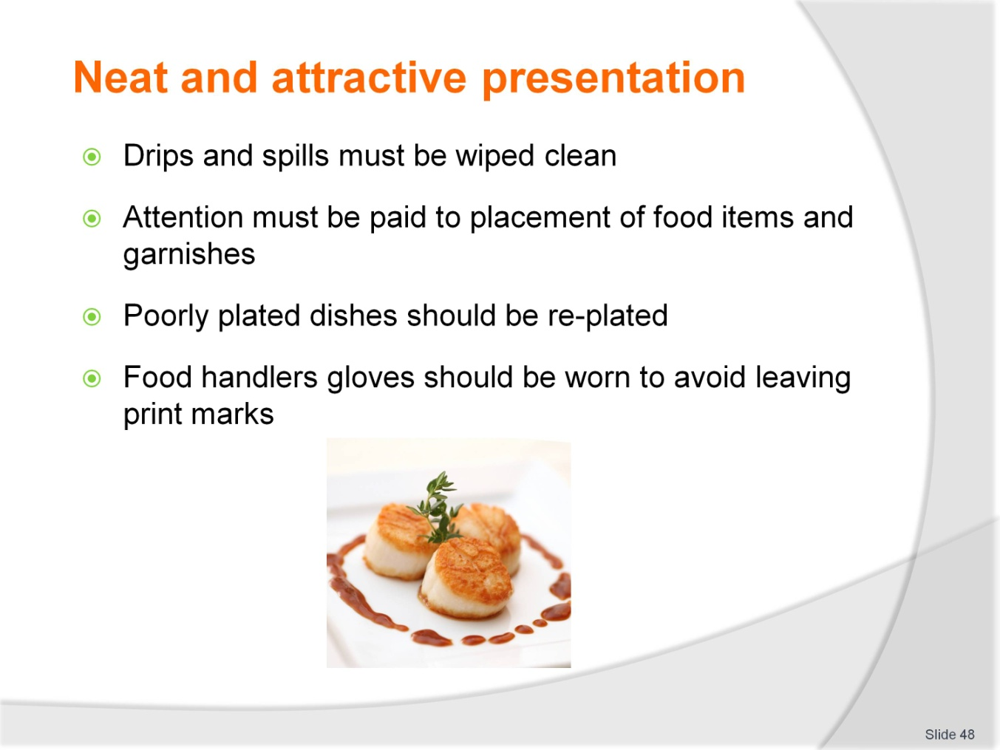 Neat and attractive presentation
Drips and spills must be wiped clean
Attention must be paid to placement of food items and
garnishes
Poorly plated dishes should be re-plated
Food handlers gloves should be worn to avoid leaving
print marks
Slide 48